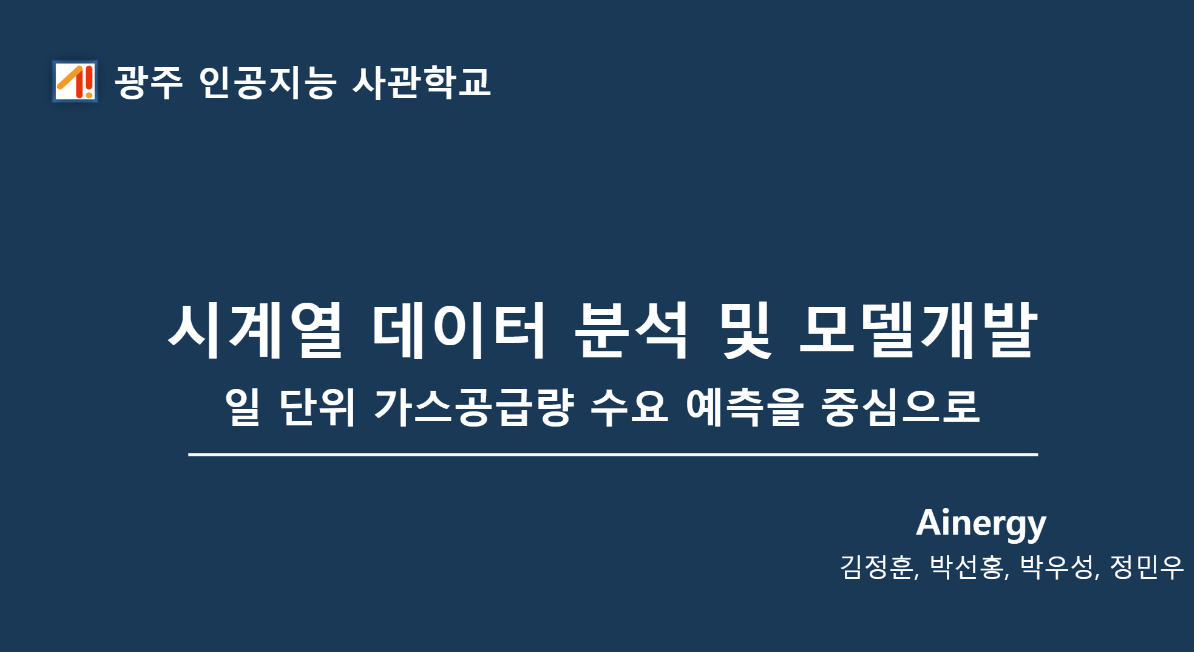 광주 인공지능 사관학교
시계열 데이터 분석 및 모델개발
일 단위 가스공급량 수요 예측을 중심으로
Ainergy
김정훈, 박선홍, 박우성, 정민우